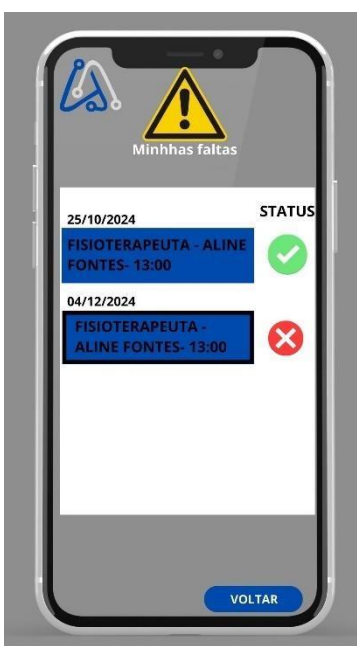 Minhhas faltas
STATUS
25/10/2024
FISIOTERAPEUTA - ALINE
FONTES- 13:00
04/12/2024
FISIOTERAPEUTA -
ALINE FONTES- 13:00
VOLTAR